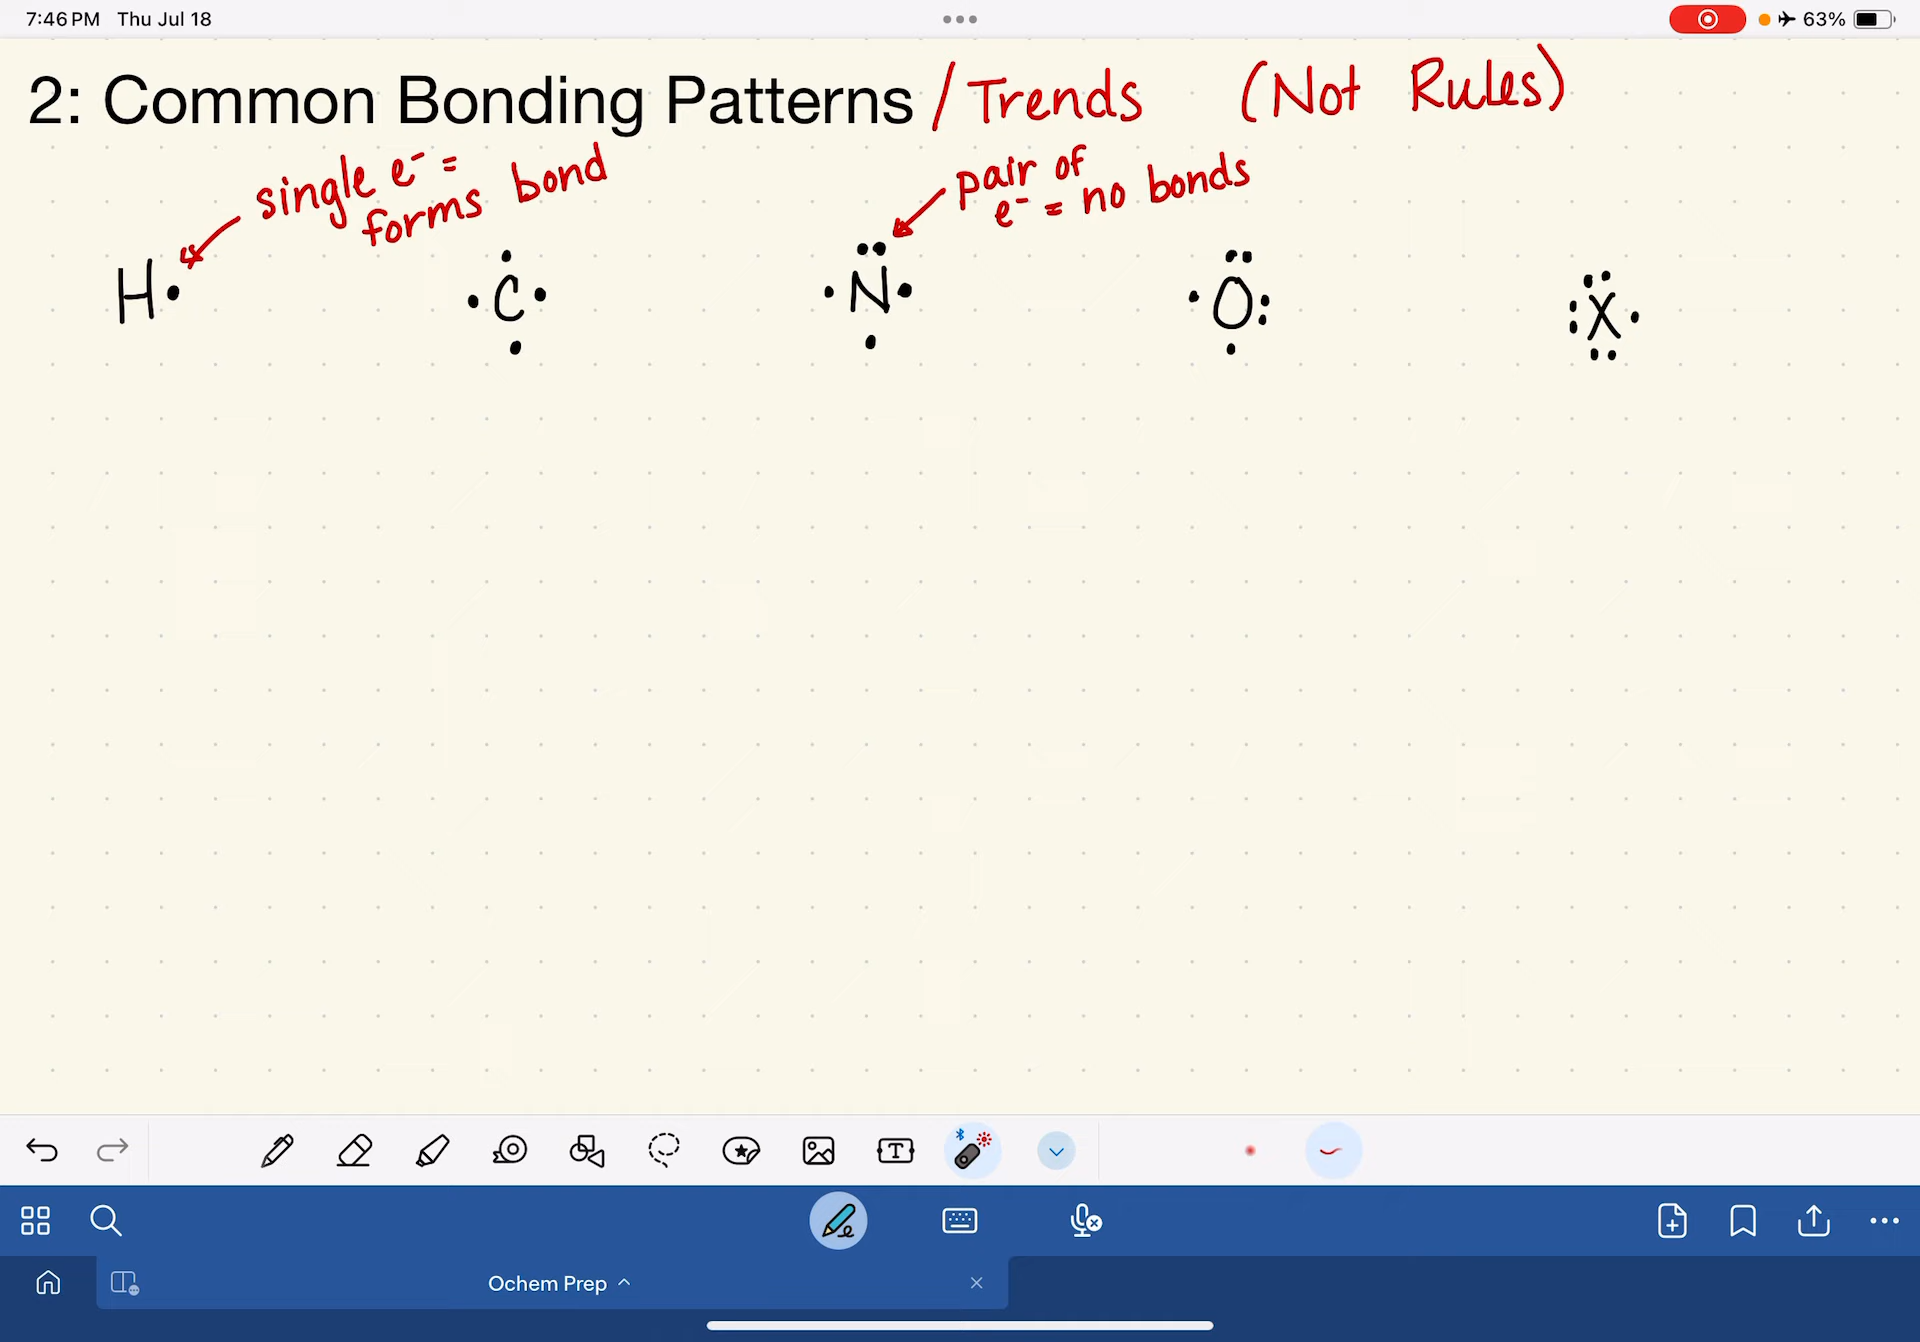 7:46 PM Thu Jul 18
63%
2: Common Bonding Patterns / Trends (Not Rules)
single e⁻ =
forms bond
pair of
e⁻ = no bonds
H·
C
N
O
X
Ochem Prep